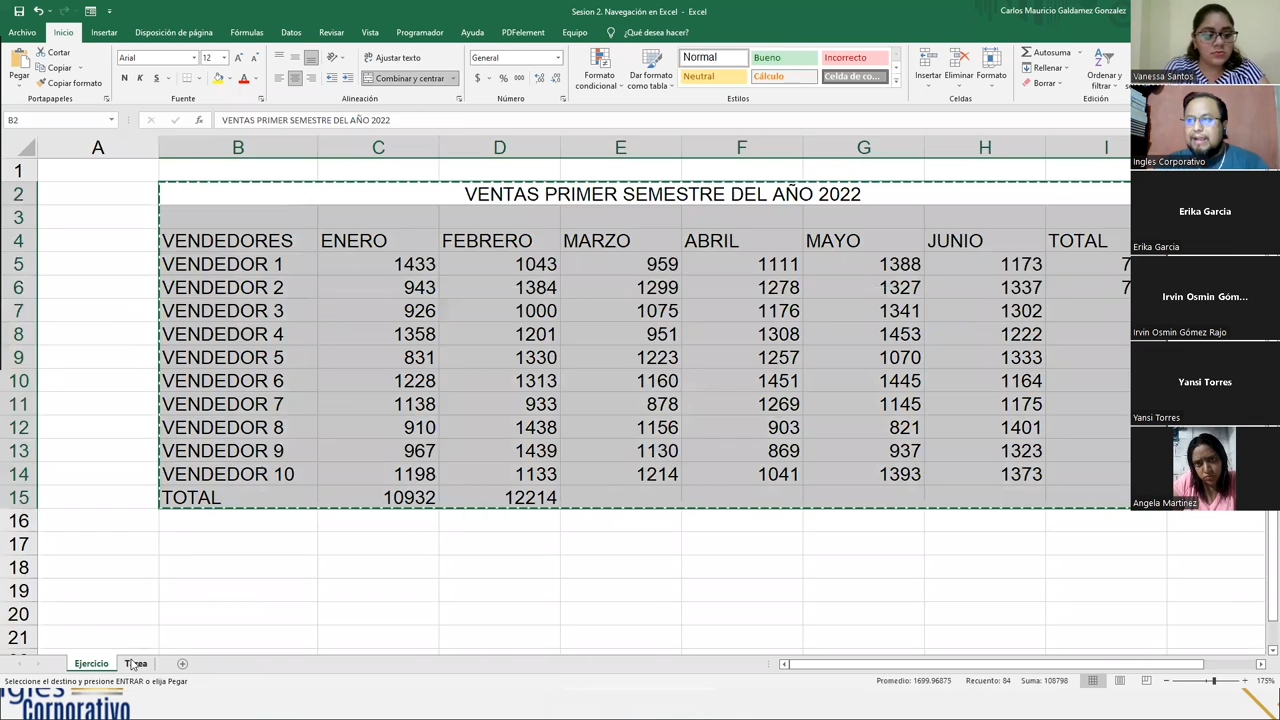 Sesion 2. Navegación en Excel - Excel
Carlos Mauricio Galdamez Gonzalez
Archivo Inicio Insertar Disposición de página Fórmulas Datos Revisar Vista Programador Ayuda PDFelement Equipo ¿Qué desea hacer?
Pegar
Cortar
Copiar
Copiar formato
Portapapeles
Arial 12
N K S
Fuente
Ajustar texto
Combinar y centrar
Alineación
General
$ % 000
Número
Formato condicional
Dar formato como tabla
Normal Bueno Incorrecto
Neutral Cálculo Celda de co...
Estilos
Insertar Eliminar Formato
Celdas
Autosuma
Rellenar
Borrar
Ordenar y filtrar
Edición
B2
VENTAS PRIMER SEMESTRE DEL AÑO 2022
A B C D E F G H I
1
2 VENTAS PRIMER SEMESTRE DEL AÑO 2022
3
4 VENDEDORES ENERO FEBRERO MARZO ABRIL MAYO JUNIO TOTAL
5 VENDEDOR 1 1433 1043 959 1111 1388 1173 7
6 VENDEDOR 2 943 1384 1299 1278 1327 1337 7
7 VENDEDOR 3 926 1000 1075 1176 1341 1302
8 VENDEDOR 4 1358 1201 951 1308 1453 1222
9 VENDEDOR 5 831 1330 1223 1257 1070 1333
10 VENDEDOR 6 1228 1313 1160 1451 1445 1164
11 VENDEDOR 7 1138 933 878 1269 1145 1175
12 VENDEDOR 8 910 1438 1156 903 821 1401
13 VENDEDOR 9 967 1439 1130 869 937 1323
14 VENDEDOR 10 1198 1133 1214 1041 1393 1373
15 TOTAL 10932 12214
16
17
18
19
20
21
Ejercicio Tarea
Seleccione el destino y presione ENTRAR o elija Pegar
Promedio: 1699.96875 Recuento: 84 Suma: 108798
175%
Ingles
Corporativo
Vanessa Santos
Ingles Corporativo
Erika Garcia
Erika Garcia
Irvin Osmin Góm...
Irvin Osmin Gómez Rajo
Yansi Torres
Yansi Torres
Angela Martinez